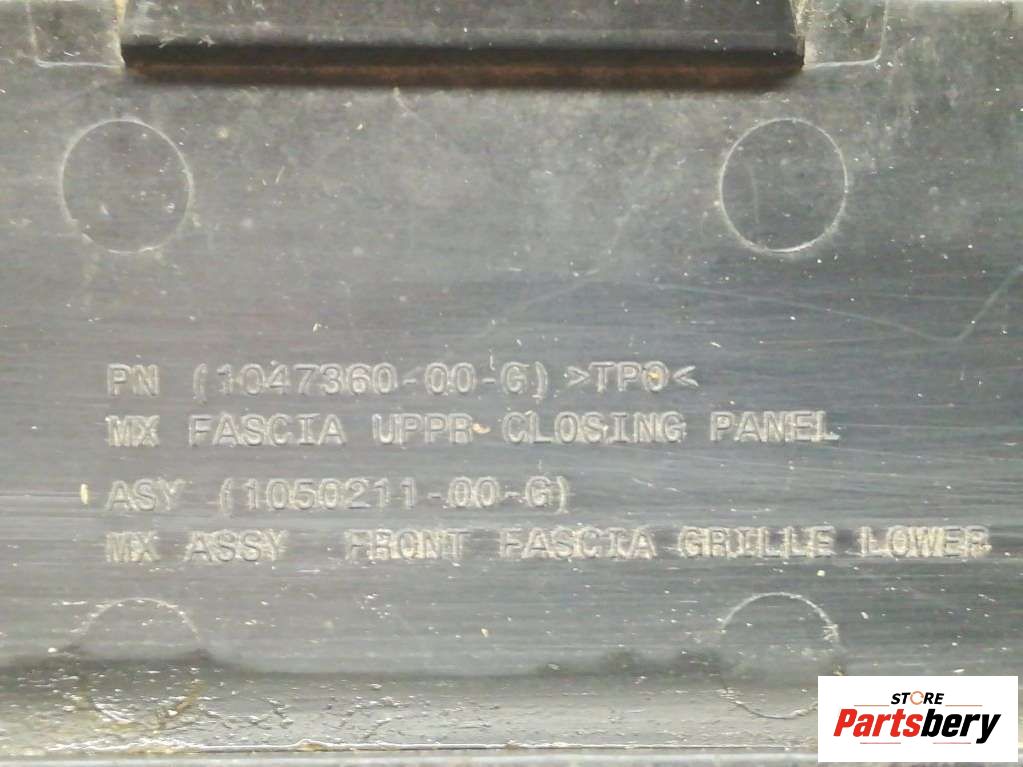 PN (1047360-00-G) >TPO<
MX FASCIA UPPR CLOSING PANEL
ASY (1050211-00-G)
MX ASSY FRONT FASCIA GRILLE LOWER
STORE
Partsbery